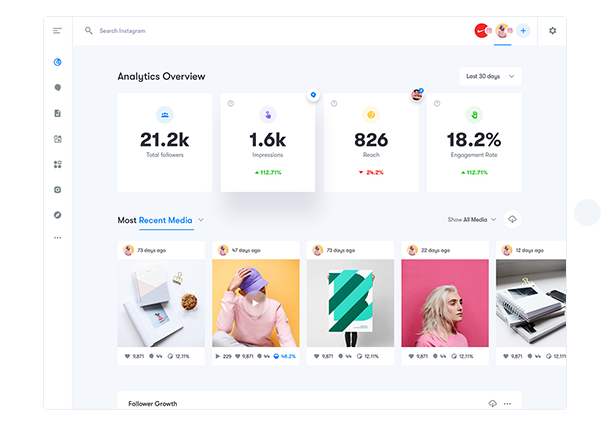 Search Instagram
Analytics Overview
Last 30 days
21.2k
Total followers
1.6k
Impressions
112.71%
826
Reach
24.2%
18.2%
Engagement Rate
112.71%
Most Recent Media
Show All Media
73 days ago
47 days ago
73 days ago
22 days ago
12 days ago
9,871 44 12.11%
229 9,871 44 48.2%
9,871 44 12.11%
9,871 44 12.11%
9,871 44 12.11%
Follower Growth